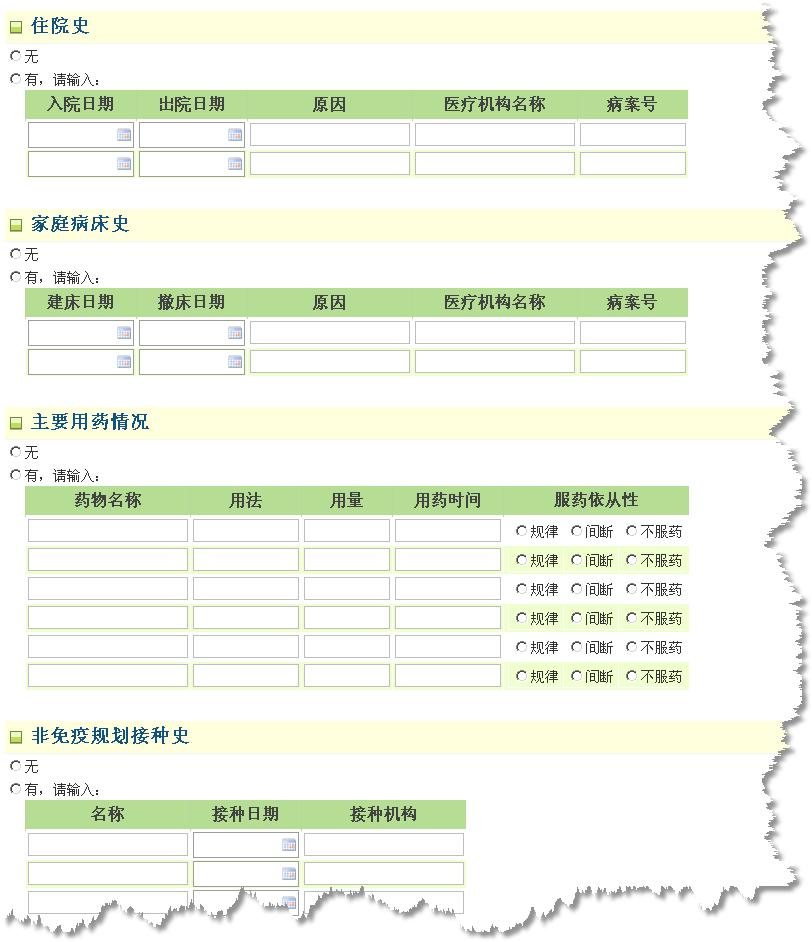 住院史
无
有，请输入：
入院日期 出院日期 原因 医疗机构名称 病案号
家庭病床史
无
有，请输入：
建床日期 撤床日期 原因 医疗机构名称 病案号
主要用药情况
无
有，请输入：
药物名称 用法 用量 用药时间 服药依从性
规律 间断 不服药
规律 间断 不服药
规律 间断 不服药
规律 间断 不服药
规律 间断 不服药
规律 间断 不服药
非免疫规划接种史
无
有，请输入：
名称 接种日期 接种机构